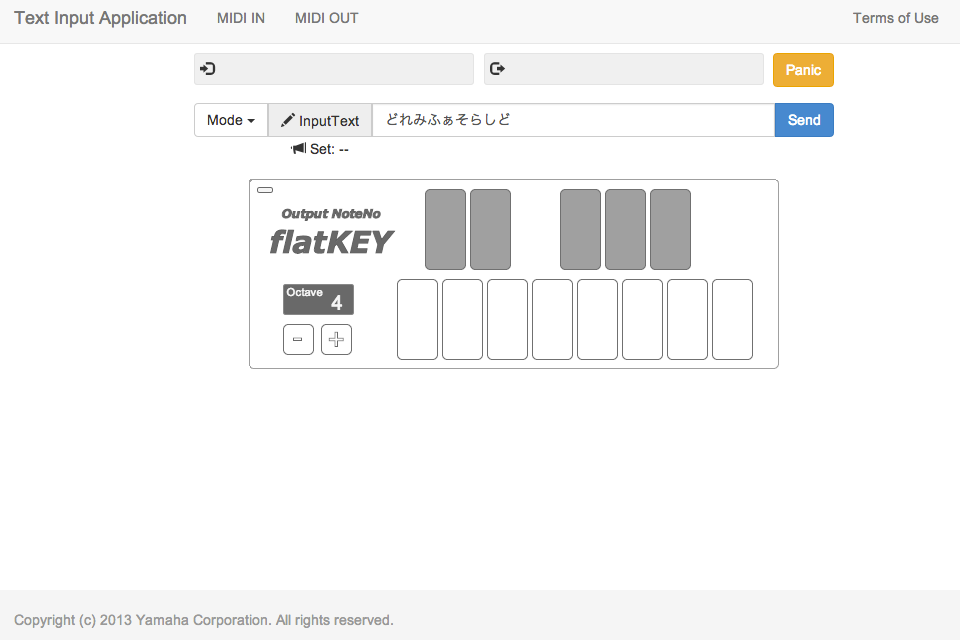 Text Input Application MIDI IN MIDI OUT Terms of Use
Panic
Mode InputText どれみふぁそらしど Send
Set: --
Output NoteNo
flatKEY
Octave
4
- +
Copyright (c) 2013 Yamaha Corporation. All rights reserved.